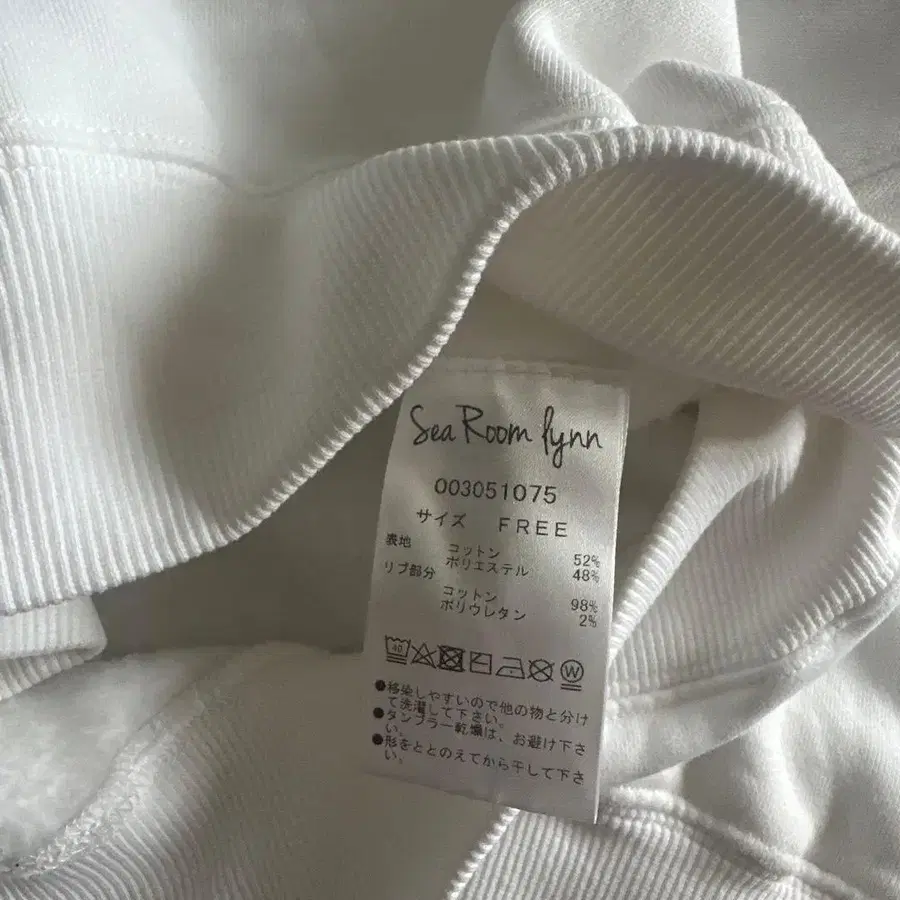 Sea Room lynn
003051075
サイズ FREE
表地 コットン 52%
ポリエステル 48%
リブ部分
コットン 98%
ポリウレタン 2%
40 W
●移染しやすいので他の物と分け
て洗濯して下さい。
●タンブラー乾燥は、お避け下さ
い。
●形をととのえてから干して下さ
い。